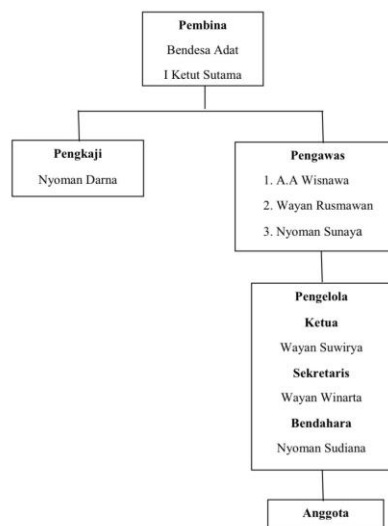 Pembina
Bendesa Adat
I Ketut Sutama
Pengkaji
Nyoman Darna
Pengawas
1. A.A Wisnawa
2. Wayan Rusmawan
3. Nyoman Sunaya
Pengelola
Ketua
Wayan Suwirya
Sekretaris
Wayan Winarta
Bendahara
Nyoman Sudiana
Anggota